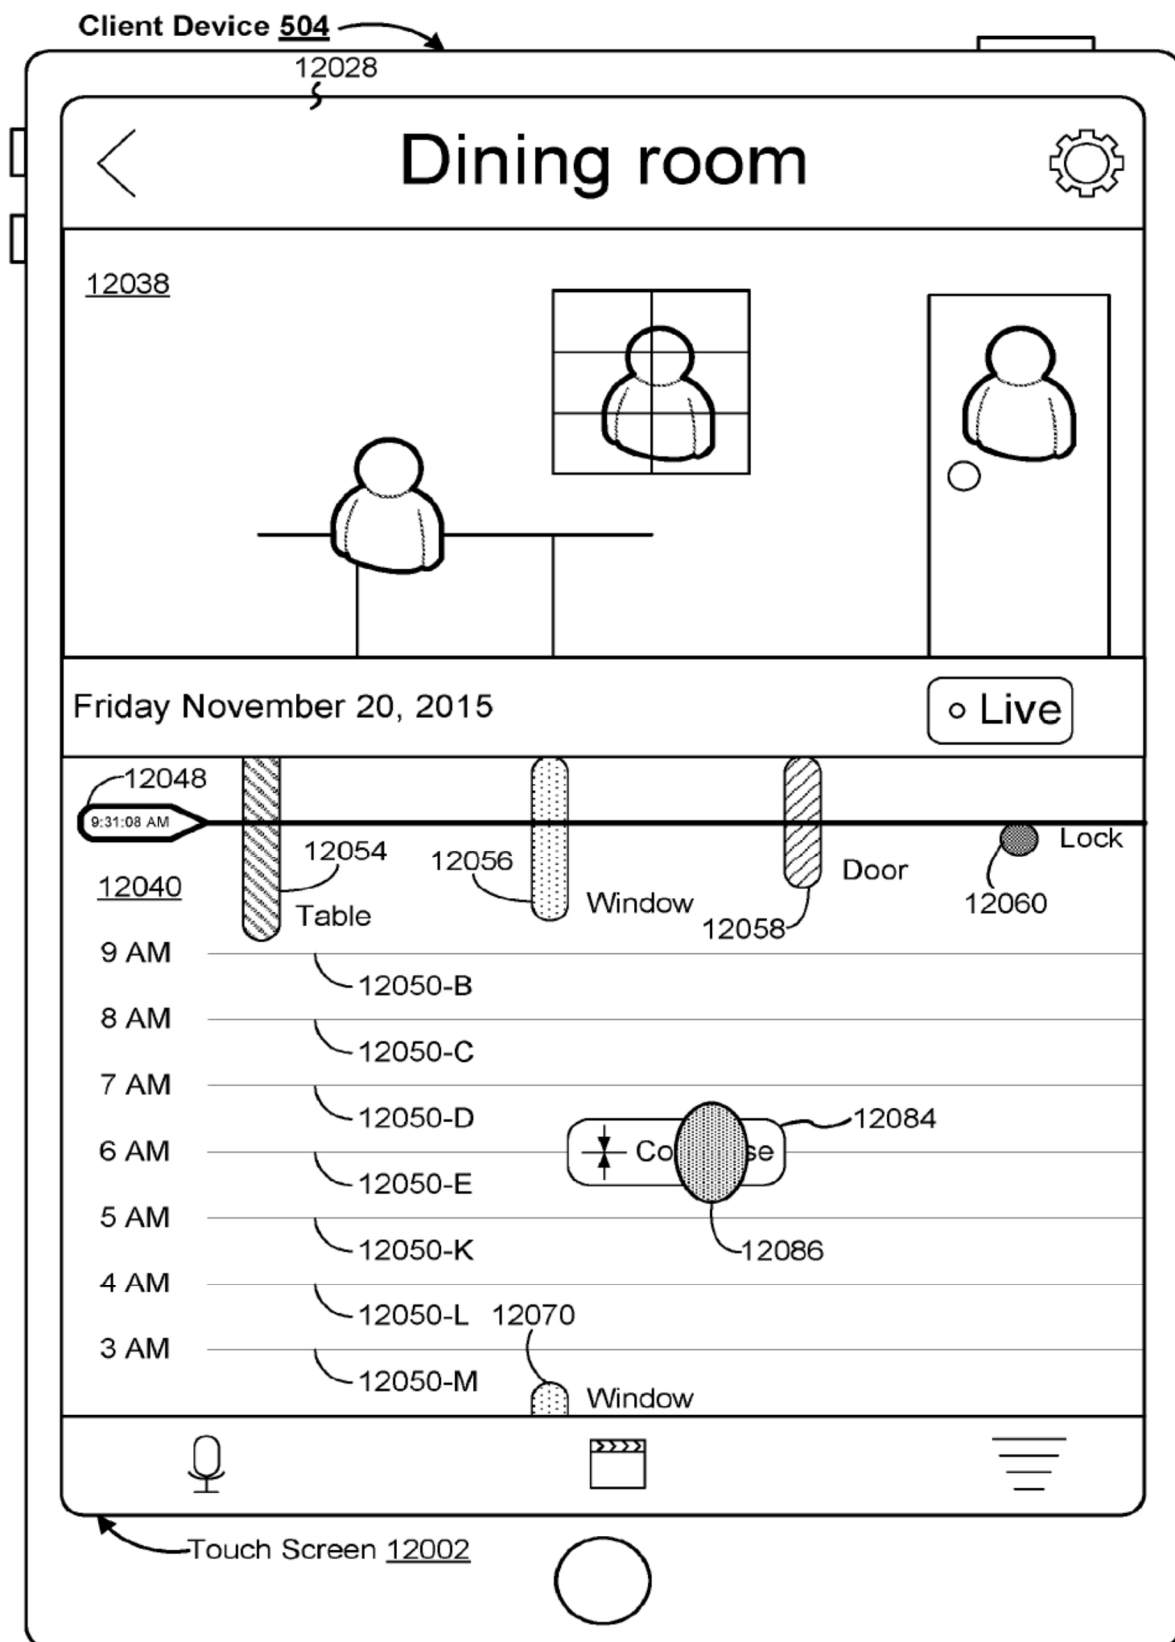 Client Device 504
12028
Dining room
12038
Friday November 20, 2015
Live
12048
9:31:08 AM
Lock
12054
12056
Door
12040
Window
12060
Table
12058
9 AM
12050-B
8 AM
12050-C
7 AM
12050-D
12084
6 AM
Co se
12050-E
5 AM
12050-K
12086
4 AM
12050-L
12070
3 AM
12050-M
Window
Touch Screen 12002